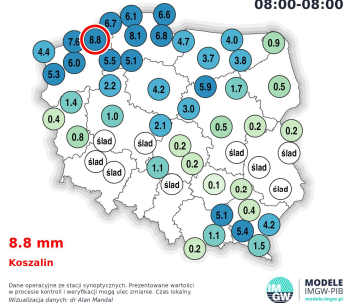 08:00-08:00
6.7 6.1 6.6
7.6 8.8 8.1 6.8 4.7 4.0 0.9
4.4 6.0 5.5 5.1 3.7 3.8
5.3 2.2 4.2 5.9 1.7 0.5
1.4 3.0
0.4 1.0 2.1 0.5 0.2 0.2
0.8 ślad ślad 0.2 ślad ślad
ślad ślad 1.1 0.2 ślad
ślad 0.1 0.2 ślad
5.1 0.4
1.1 5.4 4.2
0.2 1.5
8.8 mm
Koszalin
Dane operacyjne ze stacji synoptycznych. Prezentowane wartości
w procesie kontroli i weryfikacji mogą ulec zmianie. Czas lokalny.
Wizualizacja danych: dr Alan Mandal
IM
GW
MODELE
IMGW-PIB
modele.imgw.pl